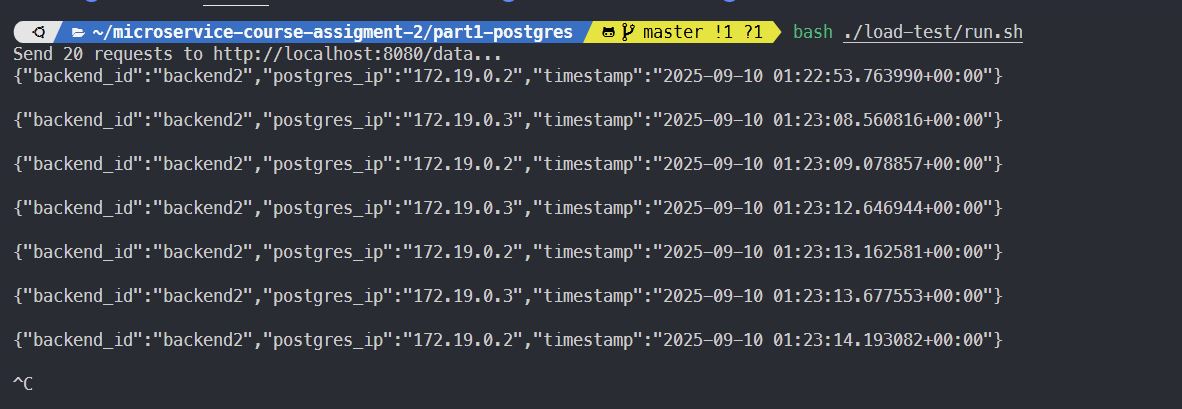 ~/microservice-course-assigment-2/part1-postgres master !1 ?1 bash ./load-test/run.sh
Send 20 requests to http://localhost:8080/data...
{"backend_id":"backend2","postgres_ip":"172.19.0.2","timestamp":"2025-09-10 01:22:53.763990+00:00"}
{"backend_id":"backend2","postgres_ip":"172.19.0.3","timestamp":"2025-09-10 01:23:08.560816+00:00"}
{"backend_id":"backend2","postgres_ip":"172.19.0.2","timestamp":"2025-09-10 01:23:09.078857+00:00"}
{"backend_id":"backend2","postgres_ip":"172.19.0.3","timestamp":"2025-09-10 01:23:12.646944+00:00"}
{"backend_id":"backend2","postgres_ip":"172.19.0.2","timestamp":"2025-09-10 01:23:13.162581+00:00"}
{"backend_id":"backend2","postgres_ip":"172.19.0.3","timestamp":"2025-09-10 01:23:13.677553+00:00"}
{"backend_id":"backend2","postgres_ip":"172.19.0.2","timestamp":"2025-09-10 01:23:14.193082+00:00"}
^C